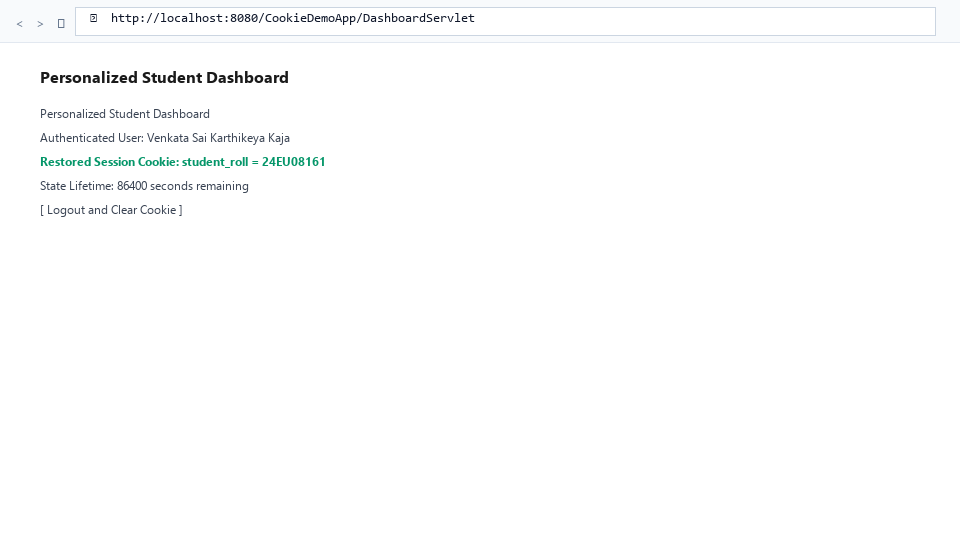 < > http://localhost:8080/CookieDemoApp/DashboardServlet
Personalized Student Dashboard
Personalized Student Dashboard
Authenticated User: Venkata Sai Karthikeya Kaja
Restored Session Cookie: student_roll = 24EU08161
State Lifetime: 86400 seconds remaining
[ Logout and Clear Cookie ]